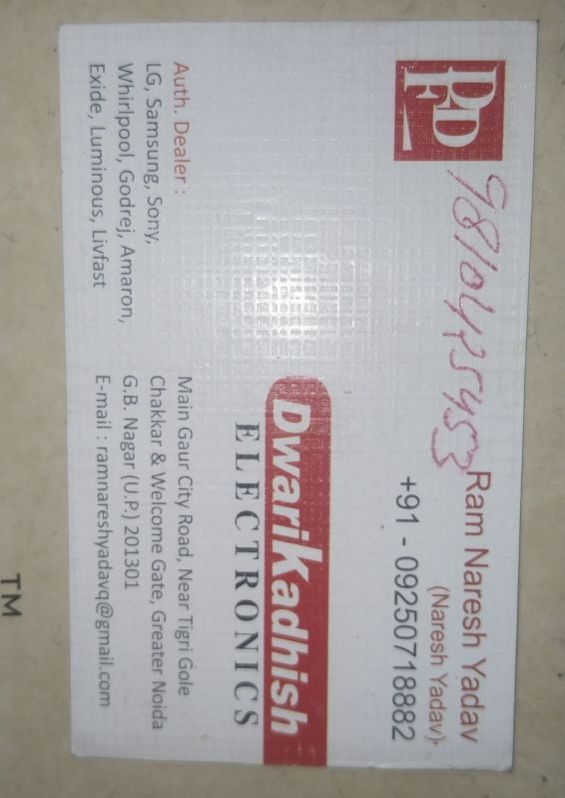 9810425453
Ram Naresh Yadav
(Naresh Yadav)
+91 - 09250718882
DwariKadhish
ELECTRONICS
Auth. Dealer :
LG, Samsung, Sony,
Whirlpool, Godrej, Amaron,
Exide, Luminous, Livfast
Main Gaur City Road, Near Tigri Gole
Chakkar & Welcome Gate, Greater Noida
G.B. Nagar (U.P.) 201301
E-mail : ramnareshyadavq@gmail.com
TM